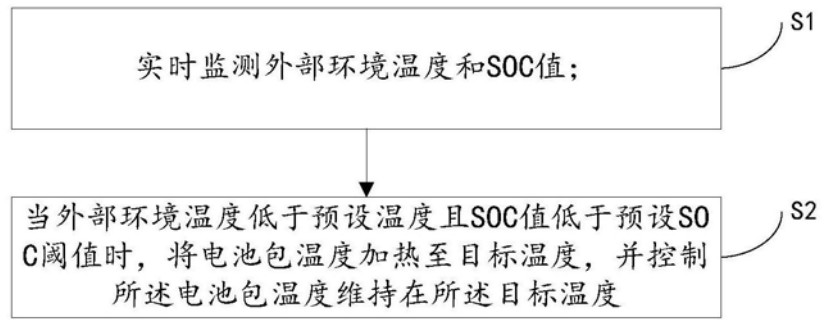 实时监测外部环境温度和SOC值；
S1
当外部环境温度低于预设温度且SOC值低于预设SO
C阈值时，将电池包温度加热至目标温度，并控制
所述电池包温度维持在所述目标温度
S2